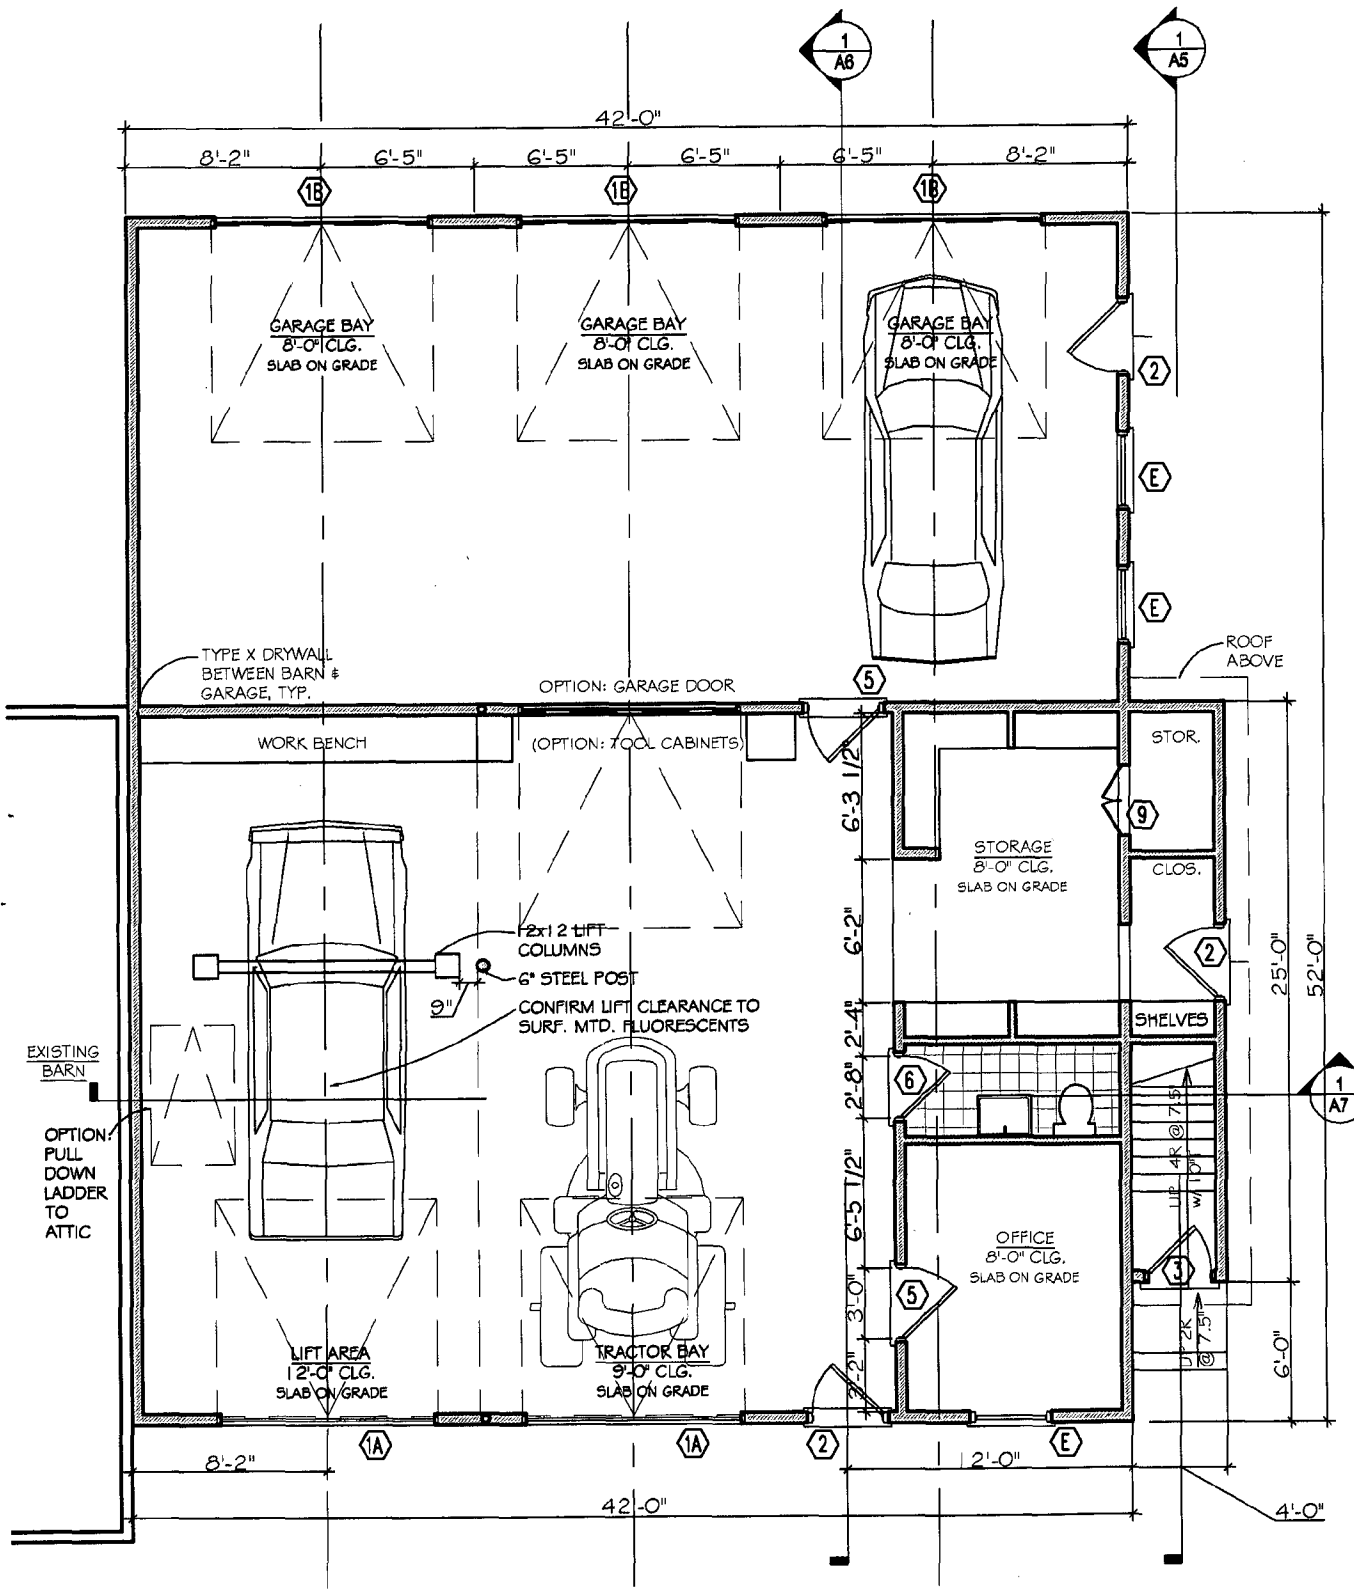 1
A6
1
A5
42'-0"
8'-2"
6'-5"
6'-5"
6'-5"
6'-5"
8'-2"
1B
1B
1B
GARAGE BAY
8'-0" CLG.
SLAB ON GRADE
GARAGE BAY
8'-0" CLG.
SLAB ON GRADE
GARAGE BAY
8'-0" CLG.
SLAB ON GRADE
2
E
E
TYPE X DRYWALL
BETWEEN BARN &
GARAGE, TYP.
ROOF
ABOVE
OPTION: GARAGE DOOR
5
WORK BENCH
(OPTION: TOOL CABINETS)
STOR.
6'-3 1/2"
9
STORAGE
8'-0" CLG.
SLAB ON GRADE
CLOS.
12x12 LIFT
COLUMNS
6" STEEL POST
9"
CONFIRM LIFT CLEARANCE TO
SURF. MTD. FLUORESCENTS
6'-2"
2
25'-0"
52'-0"
2'-4"
SHELVES
EXISTING
BARN
6
2'-8"
1
A7
OPTION:
PULL
DOWN
LADDER
TO
ATTIC
UP 4R @ 7.5"
W/ 10"
6'-5 1/2"
OFFICE
8'-0" CLG.
SLAB ON GRADE
3
5
3'-0"
UP 2R
@ 7.5"
6'-0"
LIFT AREA
12'-0" CLG.
SLAB ON GRADE
TRACTOR BAY
9'-0" CLG.
SLAB ON GRADE
3'-2"
1A
1A
2
E
8'-2"
12'-0"
42'-0"
4'-0"